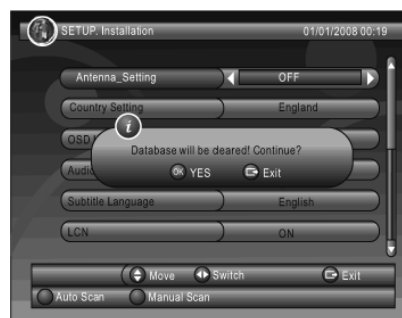 SETUP. Installation 01/01/2008 00:19
Antenna_Setting OFF
Country Setting England
OSD
Database will be deared! Continue?
OK YES Exit
Audio
Subtitle Language English
LCN ON
Move Switch Exit
Auto Scan Manual Scan